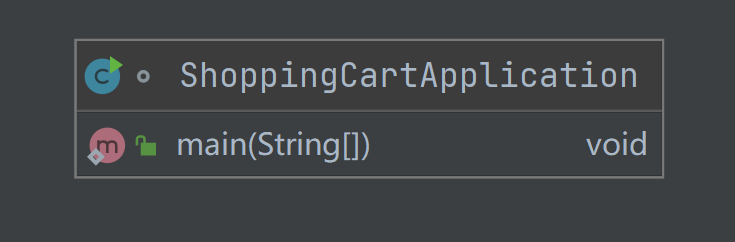 C ShoppingCartApplication
m main(String[]) void